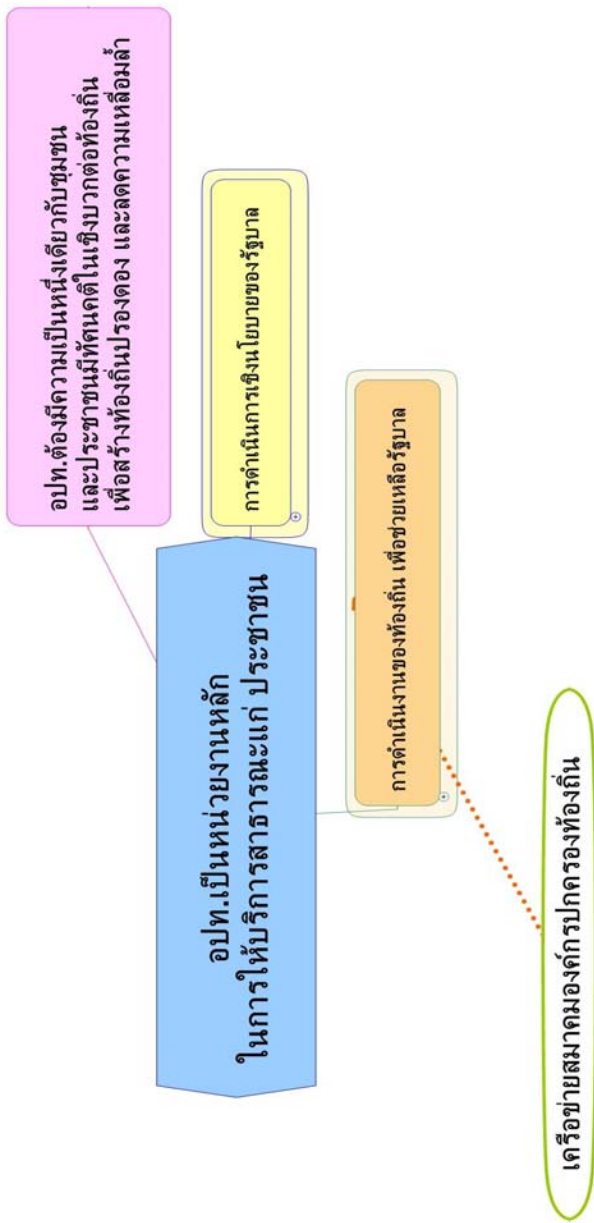 อปท.ต้องมีความเป็นหนึ่งเดียวกับชุมชน
และประชาชนมีทัศนคติในเชิงบวกต่อท้องถิ่น
เพื่อสร้างท้องถิ่นปรองดอง และลดความเหลื่อมล้ำ
การดำเนินการเชิงนโยบายของรัฐบาล
อปท.เป็นหน่วยงานหลัก
ในการให้บริการสาธารณะแก่ ประชาชน
การดำเนินงานของท้องถิ่น เพื่อช่วยเหลือรัฐบาล
เครือข่ายสมาคมองค์กรปกครองท้องถิ่น